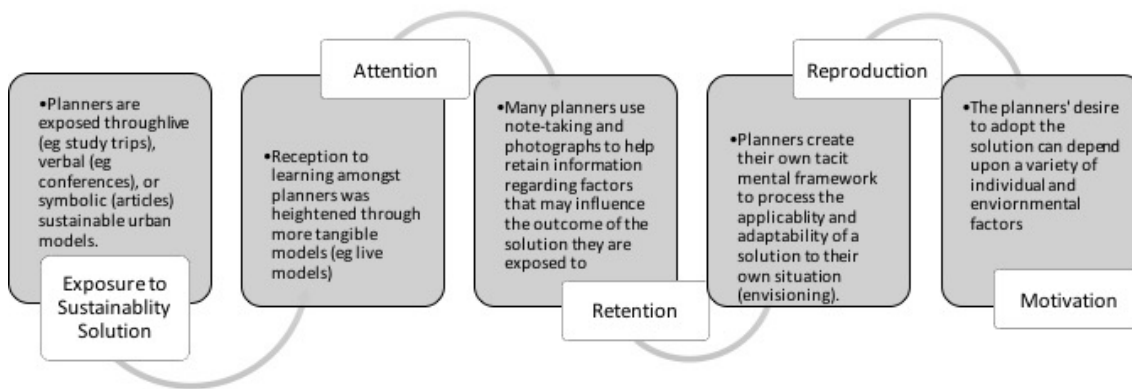 •Planners are
exposed throughlive
(eg study trips),
verbal (eg
conferences), or
symbolic (articles)
sustainable urban
models.
Exposure to
Sustainablity
Solution
Attention
•Reception to
learning amongst
planners was
heightened through
more tangible
models (eg live
models)
•Many planners use
note-taking and
photographs to help
retain information
regarding factors
that may influence
the outcome of the
solution they are
exposed to
Retention
Reproduction
•Planners create
their own tacit
mental framework
to process the
applicablity and
adaptability of a
solution to their
own situation
(envisioning).
•The planners' desire
to adopt the
solution can depend
upon a variety of
individual and
enviornmental
factors
Motivation